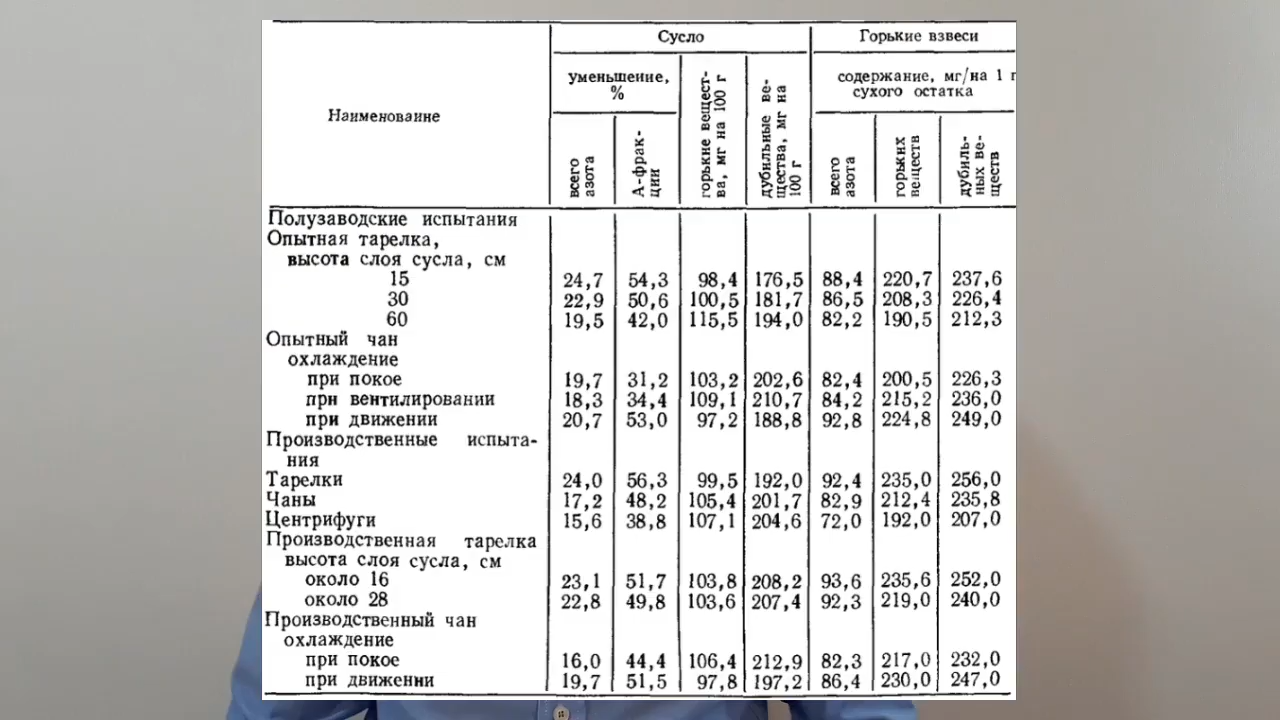 Сусло
Горькие взвеси
уменьшение, %
горькие вещест-
ва, мг на 100 г
дубильные ве-
щества, мг на
100 г
содержание, мг/на 1 г
сухого остатка
Наименование
всего
азота
А-фрак-
ции
всего
азота
горьких
веществ
дубиль-
ных ве-
ществ
Полузаводские испытания
Опытная тарелка,
высота слоя сусла, см
15 24,7 54,3 98,4 176,5 88,4 220,7 237,6
30 22,9 50,6 100,5 181,7 86,5 208,3 226,4
60 19,5 42,0 115,5 194,0 82,2 190,5 212,3
Опытный чан
охлаждение
при покое 19,7 31,2 103,2 202,6 82,4 200,5 226,3
при вентилировании 18,3 34,4 109,1 210,7 84,2 215,2 236,0
при движении 20,7 53,0 97,2 188,8 92,8 224,8 249,0
Производственные испыта-
ния
Тарелки 24,0 56,3 99,5 192,0 92,4 235,0 256,0
Чаны 17,2 48,2 105,4 201,7 82,9 212,4 235,8
Центрифуги 15,6 38,8 107,1 204,6 72,0 192,0 207,0
Производственная тарелка
высота слоя сусла, см
около 16 23,1 51,7 103,8 208,2 93,6 235,6 252,0
около 28 22,8 49,8 103,6 207,4 92,3 219,0 240,0
Производственный чан
охлаждение
при покое 16,0 44,4 106,4 212,9 82,3 217,0 232,0
при движении 19,7 51,5 97,8 197,2 86,4 230,0 247,0